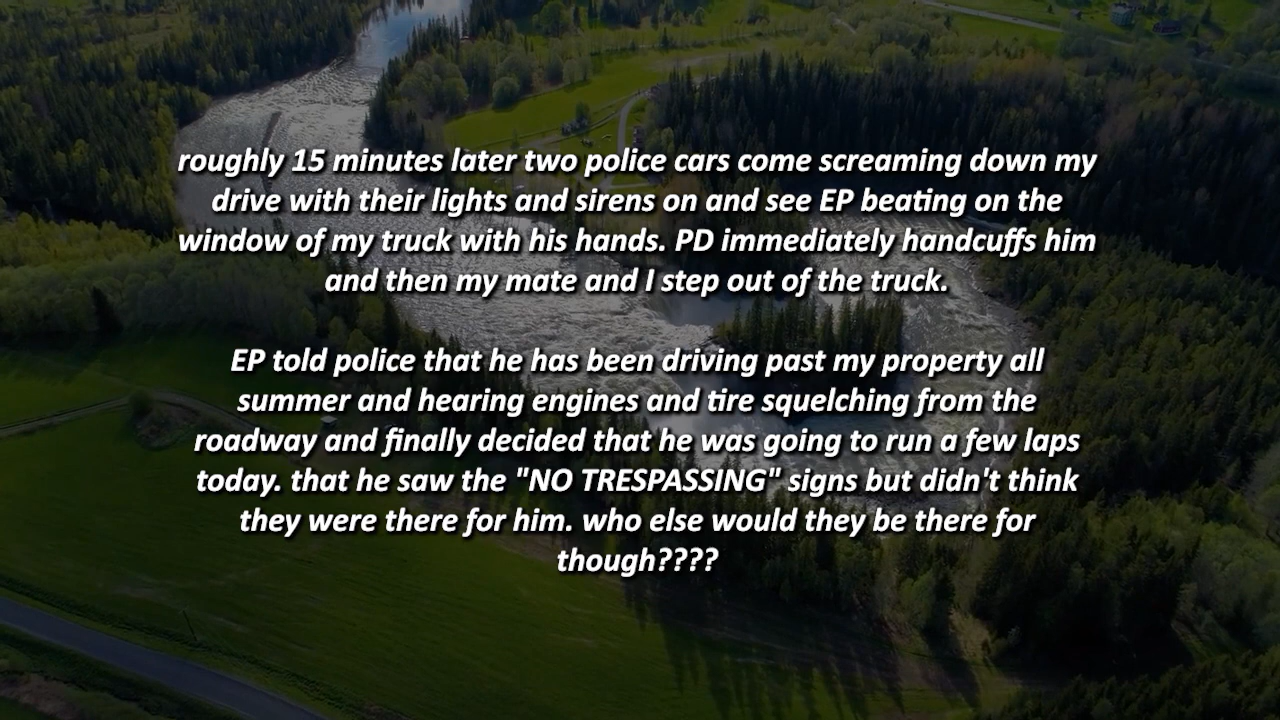 roughly 15 minutes later two police cars come screaming down my
drive with their lights and sirens on and see EP beating on the
window of my truck with his hands. PD immediately handcuffs him
and then my mate and I step out of the truck.
EP told police that he has been driving past my property all
summer and hearing engines and tire squelching from the
roadway and finally decided that he was going to run a few laps
today. that he saw the "NO TRESPASSING" signs but didn't think
they were there for him. who else would they be there for
though????